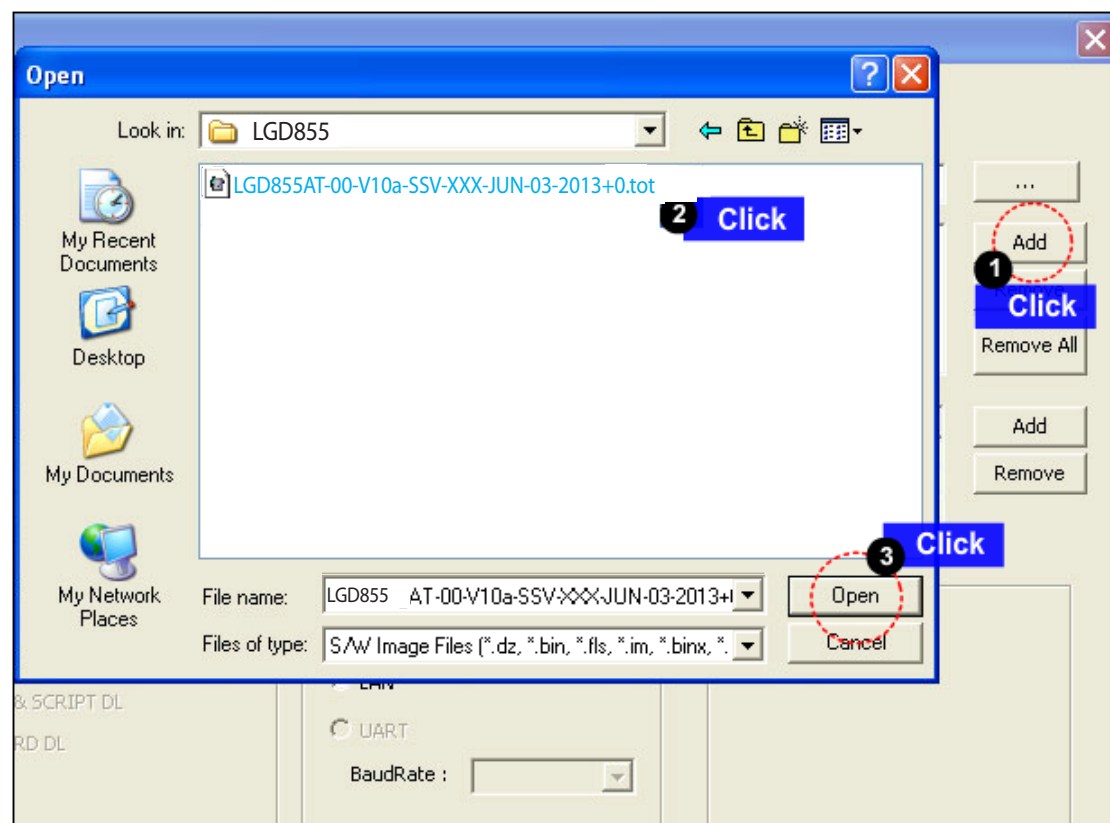 Open
Look in:
LGD855
LGD855AT-00-V10a-SSV-XXX-JUN-03-2013+0.tot
2 Click
My Recent
Documents
Desktop
My Documents
My Network
Places
File name:
LGD855 _AT-00-V10a-SSV-XXX-JUN-03-2013+
Files of type:
S/W Image Files (*.dz, *.bin, *.fls, *.im, *.binx, *.
3 Click
Open
Cancel
...
Add
1
Remove
Click
Remove All
Add
Remove
& SCRIPT DL
RD DL
LAN
UART
BaudRate :